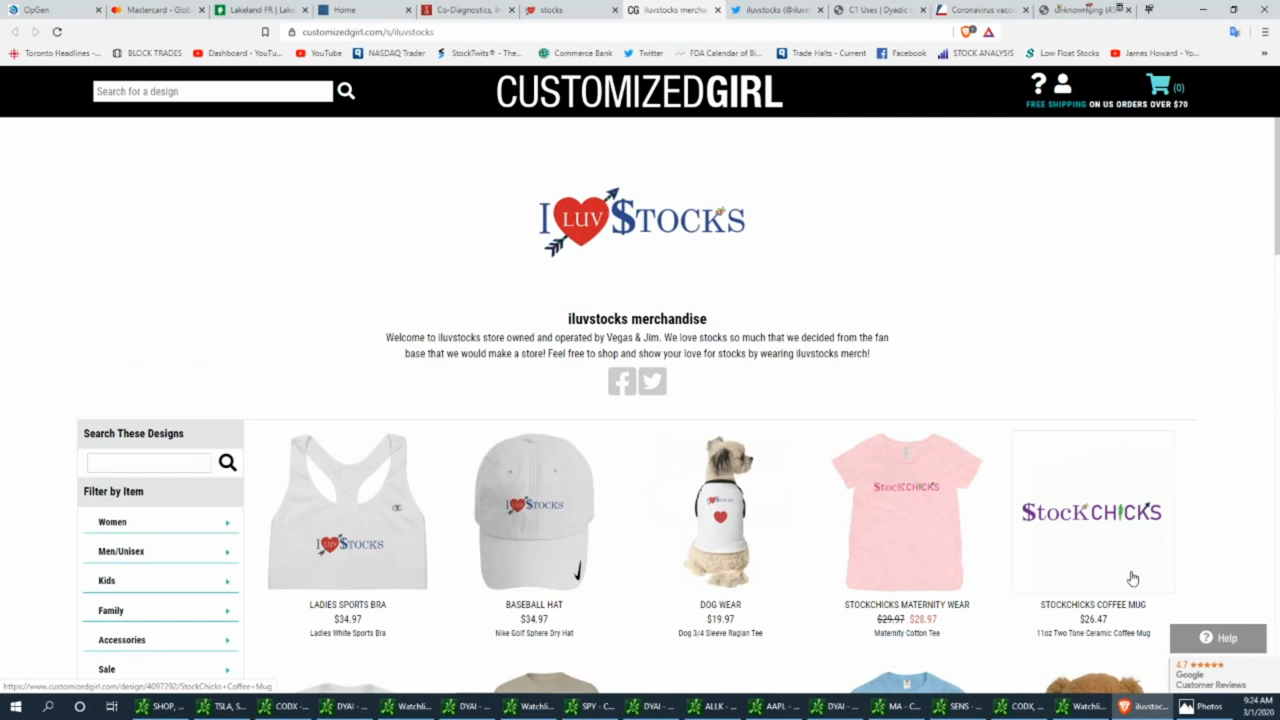 OpGen
Mastercard - Glob
Lakeland FR | Lake
Home
Co-Diagnostics, In
stocks
CG iluvstocks mercha
iluvstocks (@iluvst
CT Uses | Dyadic
Coronavirus vacci
customizedgirl.com/s/iluvstocks
Toronto Headlines -...
BLOCK TRADES
Dashboard - YouTu...
YouTube
NASDAQ Trader
StockTwits® - The...
Commerce Bank
Twitter
FDA Calendar of Bi...
Trade Halts - Current
Facebook
STOCK ANALYSIS
Low Float Stocks
James Howard - Yo...
Search for a design
CUSTOMIZEDGIRL
(0)
FREE SHIPPING ON US ORDERS OVER $70
I LUV $TOCKS
iluvstocks merchandise
Welcome to iluvstocks store owned and operated by Vegas & Jim. We love stocks so much that we decided from the fan
base that we would make a store! Feel free to shop and show your love for stocks by wearing iluvstocks merch!
Search These Designs
Filter by Item
Women
Men/Unisex
Kids
Family
Accessories
Sale
I LUV $TOCKS
I LUV $TOCKS
$TOCKCHICKS
$TOCKCHICKS
LADIES SPORTS BRA
$34.97
Ladies White Sports Bra
BASEBALL HAT
$34.97
Nike Golf Sphere Dry Hat
DOG WEAR
$19.97
Dog 3/4 Sleeve Raglan Tee
STOCKCHICKS MATERNITY WEAR
$29.97 $28.97
Maternity Cotton Tee
STOCKCHICKS COFFEE MUG
$26.47
11oz Two Tone Ceramic Coffee Mug
Help
4.7 ★★★★★
Google
Customer Reviews
https://www.customizedgirl.com/design/4097292/StockChicks+Coffee+Mug
SHOP, ...
TSLA, S...
CODX - ...
DYAI - ...
Watchli...
DYAI - ...
Watchli...
SPY - C...
DYAI - ...
ALLK - ...
AAPL - ...
DYAI - ...
MA - C...
SENS - ...
CODX, ...
Watchli...
iluvstoc...
Photos
9:24 AM
3/1/2020